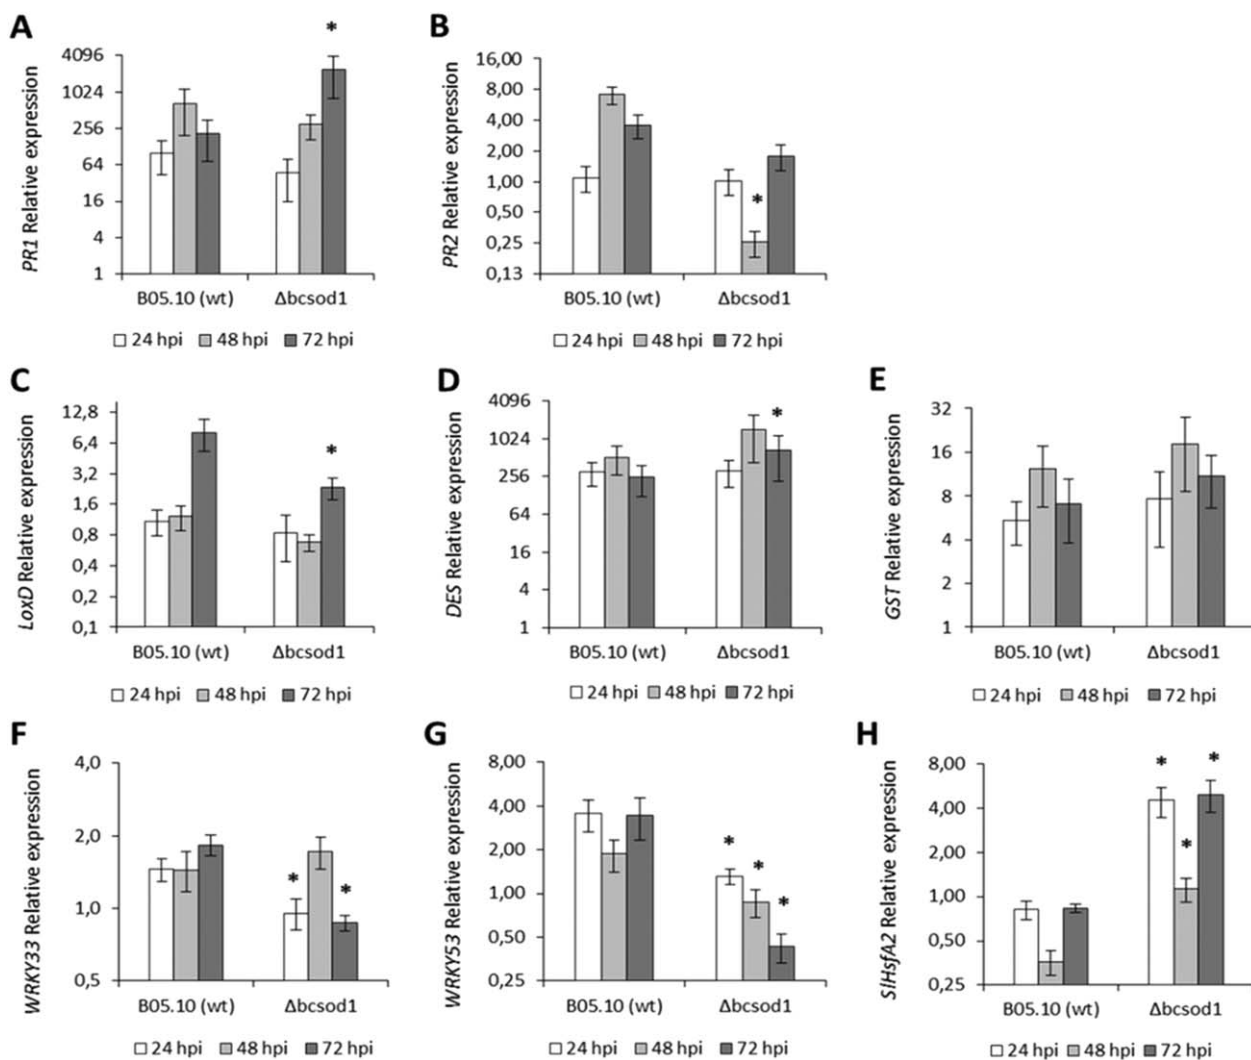 A
PR1 Relative expression
4096
1024
256
64
16
4
1
*
B05.10 (wt)
Δbcsod1
24 hpi 48 hpi 72 hpi
B
PR2 Relative expression
16,00
8,00
4,00
2,00
1,00
0,50
0,25
0,13
*
B05.10 (wt)
Δbcsod1
24 hpi 48 hpi 72 hpi
C
LoxD Relative expression
12,8
6,4
3,2
1,6
0,8
0,4
0,2
0,1
*
B05.10 (wt)
Δbcsod1
24 hpi 48 hpi 72 hpi
D
DES Relative expression
4096
1024
256
64
16
4
1
*
B05.10 (wt)
Δbcsod1
24 hpi 48 hpi 72 hpi
E
GST Relative expression
32
16
8
4
2
1
B05.10 (wt)
Δbcsod1
24 hpi 48 hpi 72 hpi
F
WRKY33 Relative expression
4,0
2,0
1,0
0,5
*
*
B05.10 (wt)
Δbcsod1
24 hpi 48 hpi 72 hpi
G
WRKY53 Relative expression
8,00
4,00
2,00
1,00
0,50
0,25
*
*
*
B05.10 (wt)
Δbcsod1
24 hpi 48 hpi 72 hpi
H
SlHsfA2 Relative expression
8,00
4,00
2,00
1,00
0,50
0,25
*
*
*
B05.10 (wt)
Δbcsod1
24 hpi 48 hpi 72 hpi